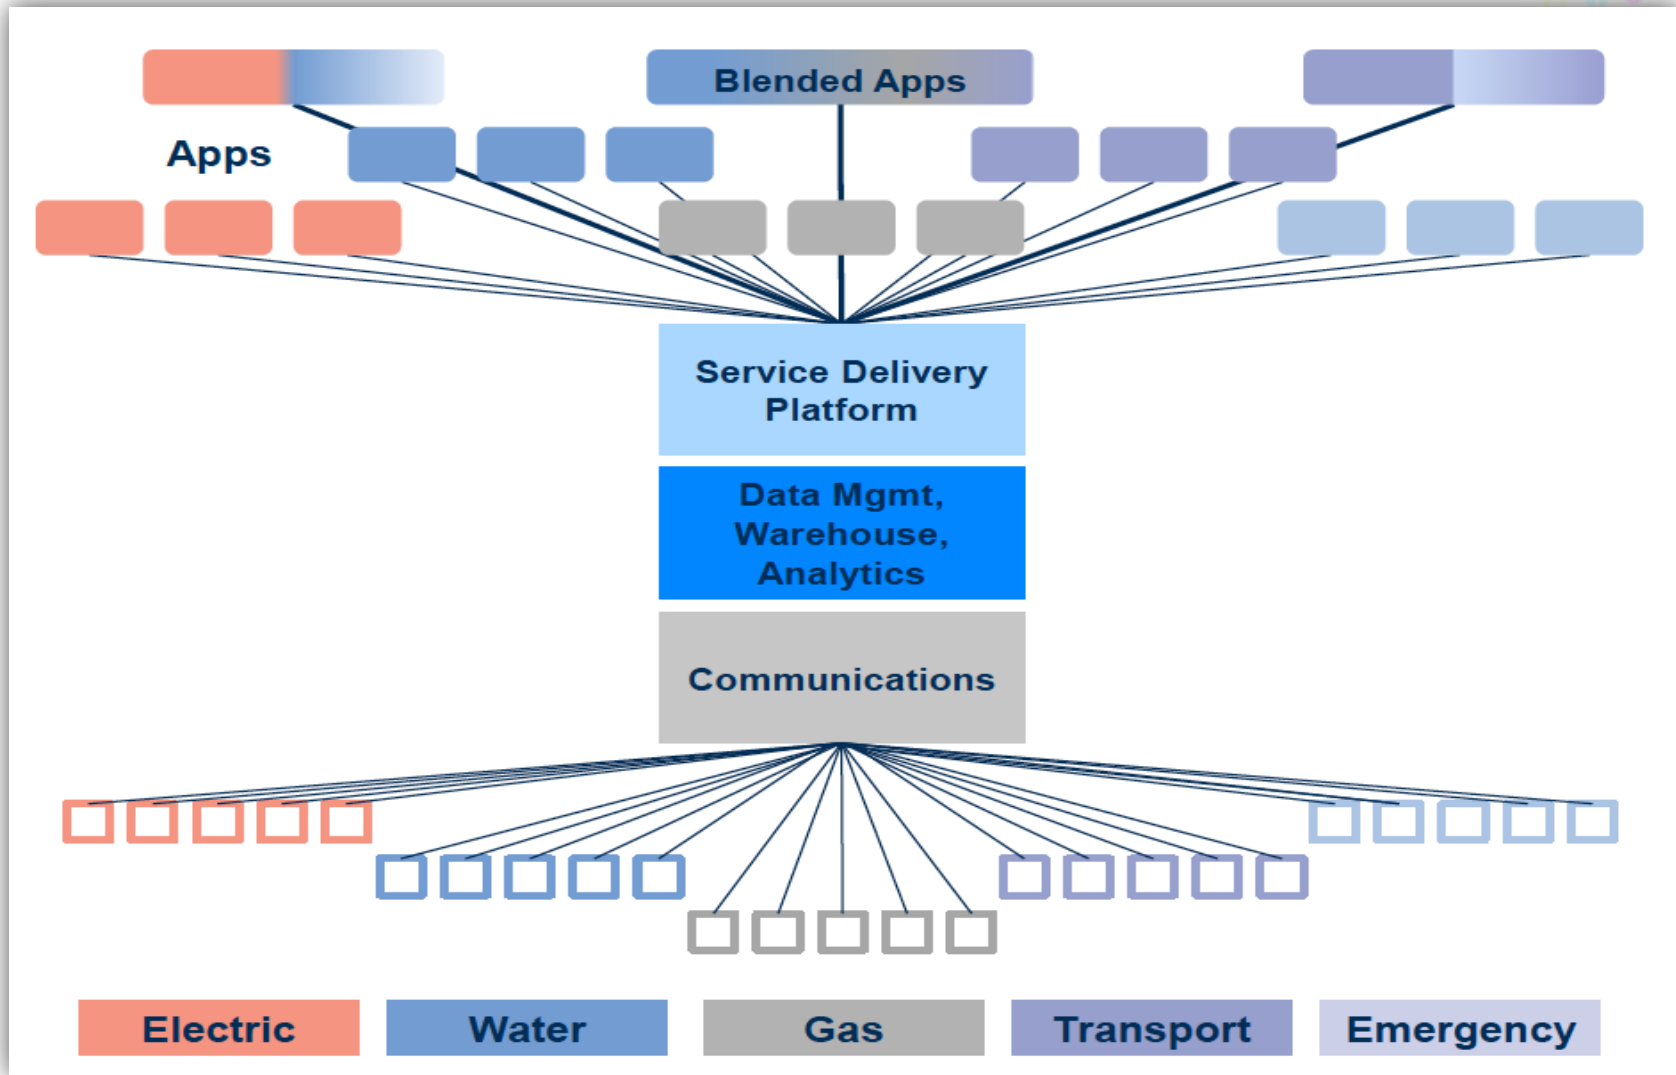 Blended Apps
Apps
Service Delivery
Platform
Data Mgmt,
Warehouse,
Analytics
Communications
Electric
Water
Gas
Transport
Emergency